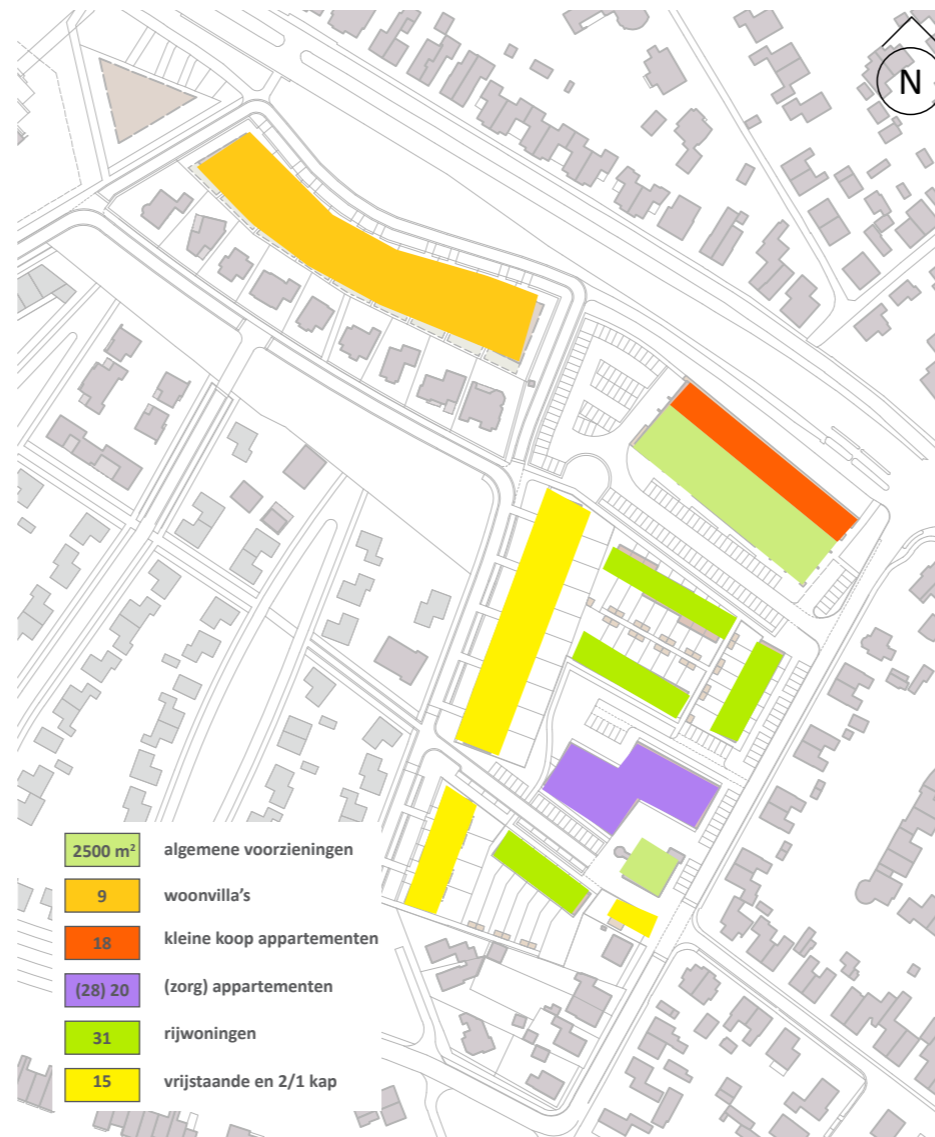 N
2500 m² algemene voorzieningen
9 woonvilla's
18 kleine koop appartementen
(28) 20 (zorg) appartementen
31 rijwoningen
15 vrijstaande en 2/1 kap